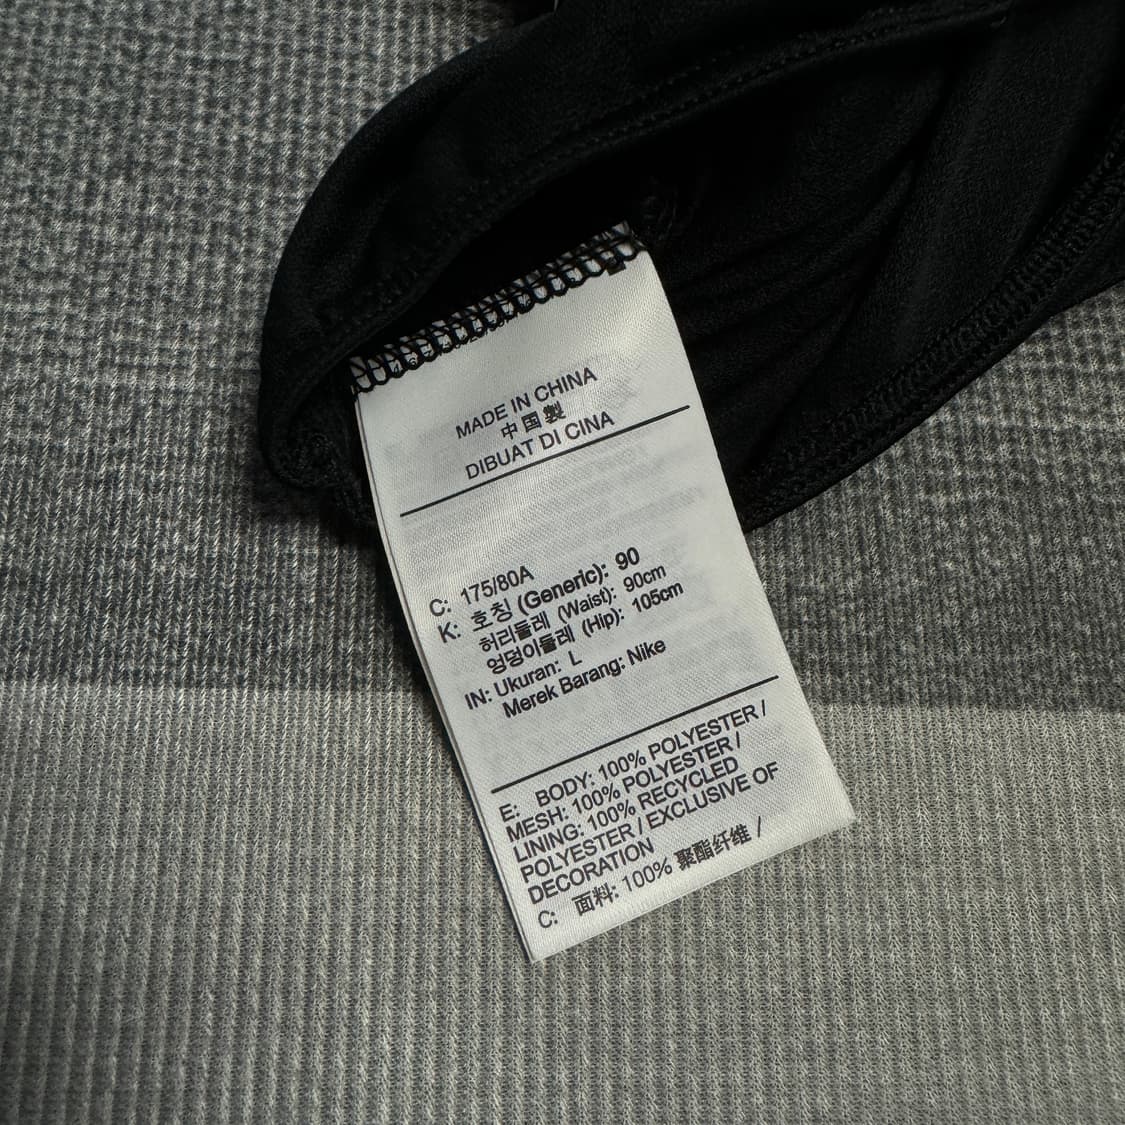 MADE IN CHINA
中国製
DIBUAT DI CINA
C: 175/80A
K: 호칭 (Generic): 90
허리둘레 (Waist): 90cm
엉덩이둘레 (Hip): 105cm
IN: Ukuran: L
Merek Barang: Nike
E: BODY: 100% POLYESTER /
MESH: 100% POLYESTER /
LINING: 100% RECYCLED
POLYESTER / EXCLUSIVE OF
DECORATION
C: 面料: 100% 聚酯纤维 /